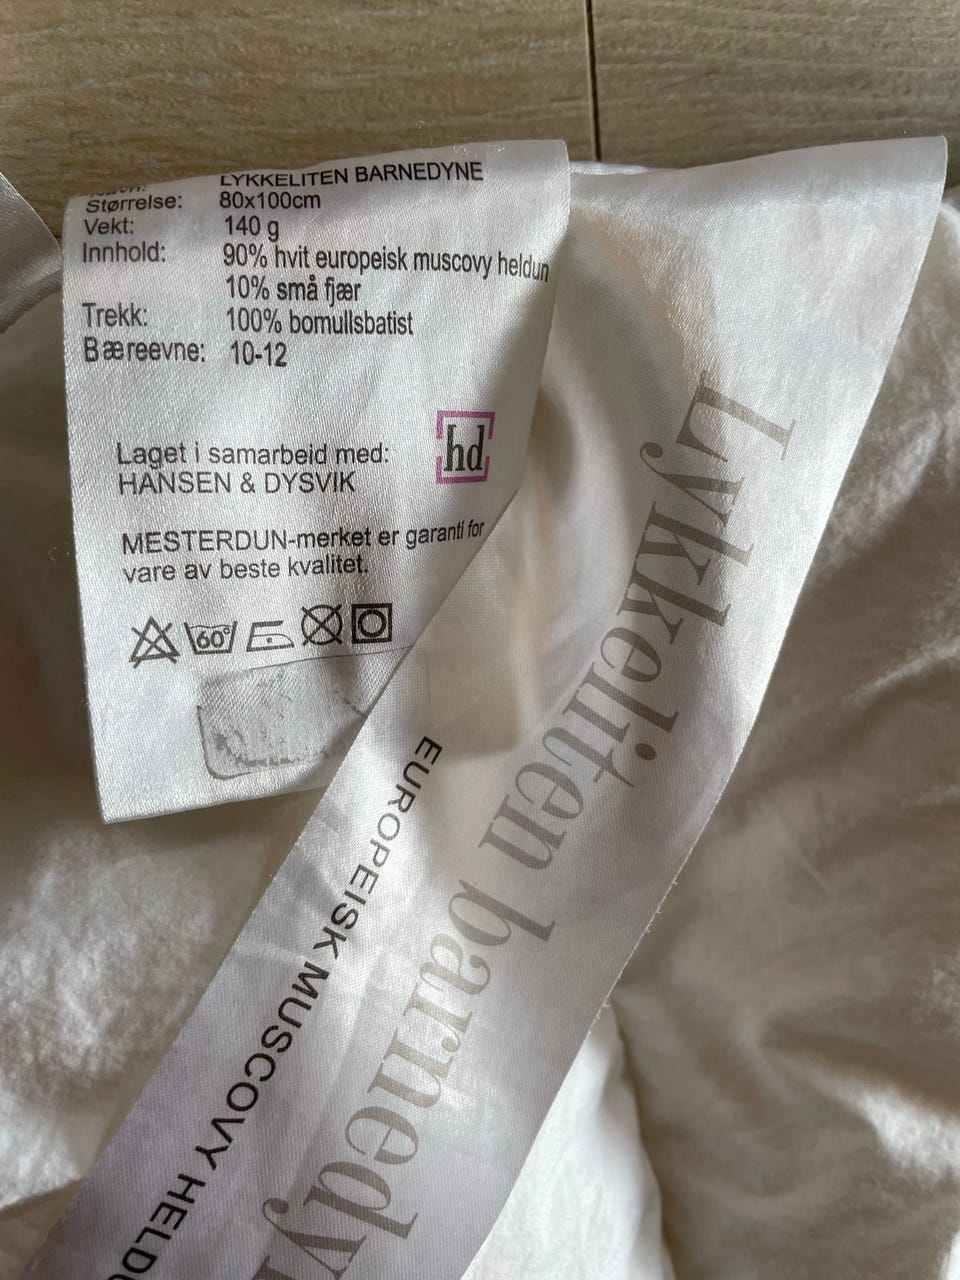 LYKKELITEN BARNEDYNE
Størrelse: 80x100cm
Vekt: 140 g
Innhold: 90% hvit europeisk muscovy heldun
10% små fjær
Trekk: 100% bomullsbatist
Bæreevne: 10-12
Laget i samarbeid med:
HANSEN & DYSVIK
hd
MESTERDUN-merket er garanti for
vare av beste kvalitet.
60°
Lykkeliten barnedy
EUROPEISK MUSCOVY HELD